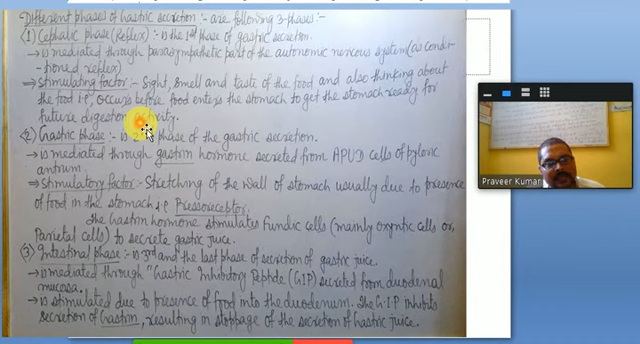 Different phases of Gastric secretion :- are following 3-phases:-
1) Cephalic phase (Reflex) :- is the 1st phase of gastric secretion.
→ is mediated through parasympathetic part of the autonomic nervous system (as condi-
-tioned reflex)
⇒ Stimulating factor :- Sight, smell and taste of the food and also thinking about
the food i.e, occurs before food enters the stomach to get the stomach ready for
future digestion
2) Gastric phase :- is 2nd phase of the gastric secretion.
→ is mediated through gastrin hormone secreted from APUD cells of pyloric
antrum.
⇒ Stimulatory factor :- Stretching of the wall of stomach usually due to presence
of food in the stomach, i.e Pressoreceptor.
The Gastrin hormone stimulates Fundic cells (mainly oxyntic cells or,
Parietal cells) to secrete gastric juice.
3) Intestinal phase :- is 3rd and the last phase of secretion of gastric juice.
→ is mediated through "Gastric Inhibitory Peptide (GIP) secreted from duodenal
mucosa.
→ is stimulated due to presence of food into the duodenum. The G.I.P inhibits
secretion of Gastrin, resulting in stoppage of the secretion of Gastric juice.
Praveer Kumar